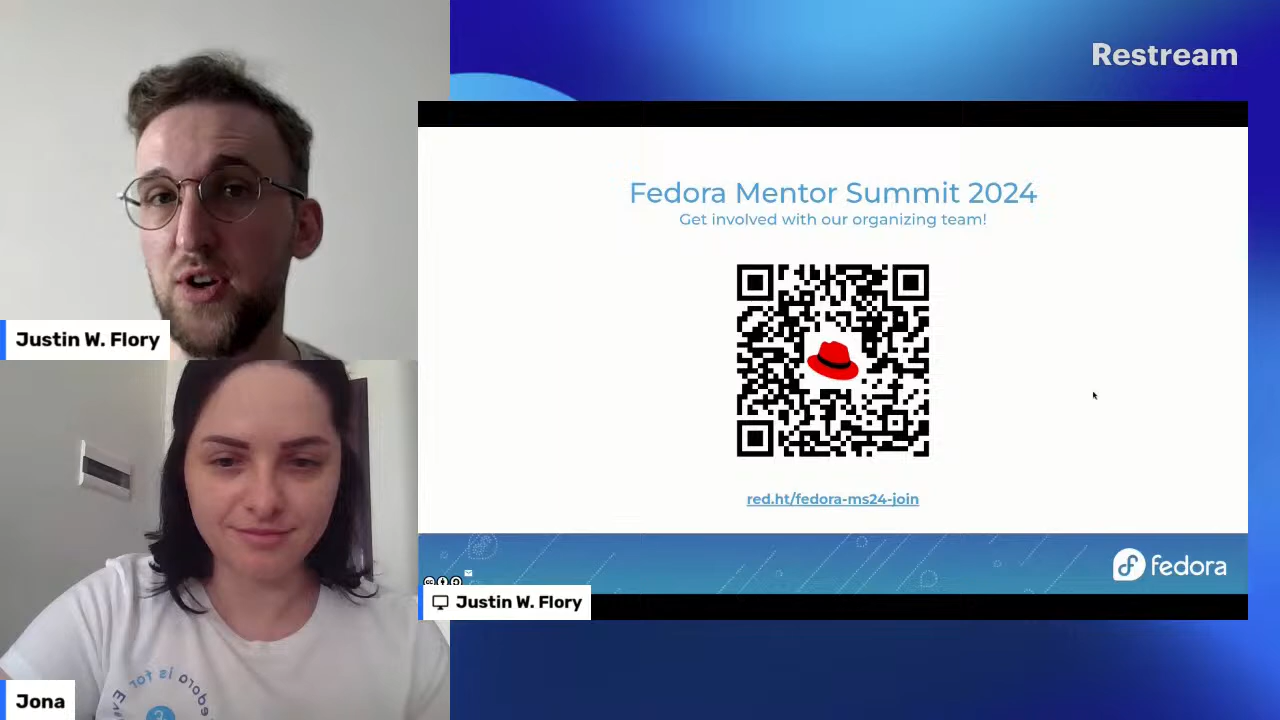 Restream
Fedora Mentor Summit 2024
Get involved with our organizing team!
red.ht/fedora-ms24-join
fedora
Justin W. Flory
Justin W. Flory
Jona